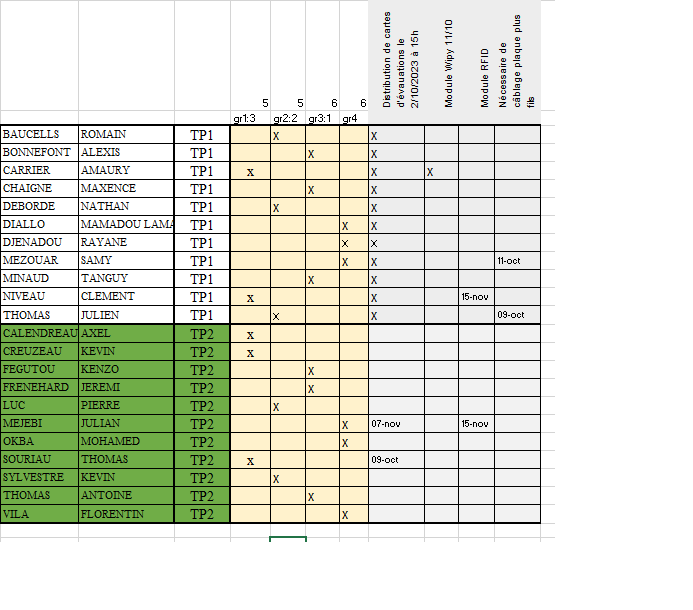 Distribution de cartes
d'évauations le
2/10/2023 à 15h
Module Wipy 11/10
Module RFID
Nécessaire de
câblage plaque plus
fils
5 5 6 6
gr1:3 gr2:2 gr3:1 gr4
BAUCELLS ROMAIN TP1 X X
BONNEFONT ALEXIS TP1 X X
CARRIER AMAURY TP1 x X X
CHAIGNE MAXENCE TP1 X X
DEBORDE NATHAN TP1 X X
DIALLO MAMADOU LAMA TP1 X X
DJENADOU RAYANE TP1 X X
MEZOUAR SAMY TP1 X X 11-oct
MINAUD TANGUY TP1 X X
NIVEAU CLEMENT TP1 x X 15-nov
THOMAS JULIEN TP1 x X 09-oct
CALENDREAU AXEL TP2 x
CREUZEAU KEVIN TP2 x
FEGUTOU KENZO TP2 X
FRENEHARD JEREMI TP2 X
LUC PIERRE TP2 X
MEJEBI JULIAN TP2 X 07-nov 15-nov
OKBA MOHAMED TP2 X
SOURIAU THOMAS TP2 x 09-oct
SYLVESTRE KEVIN TP2 X
THOMAS ANTOINE TP2 X
VILA FLORENTIN TP2 X